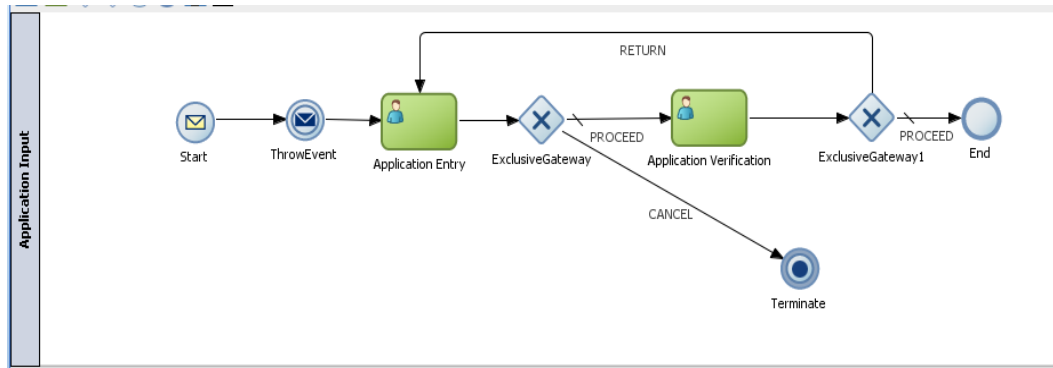 Application Input
RETURN
Start
ThrowEvent
Application Entry
ExclusiveGateway
PROCEED
Application Verification
ExclusiveGateway1
PROCEED
End
CANCEL
Terminate